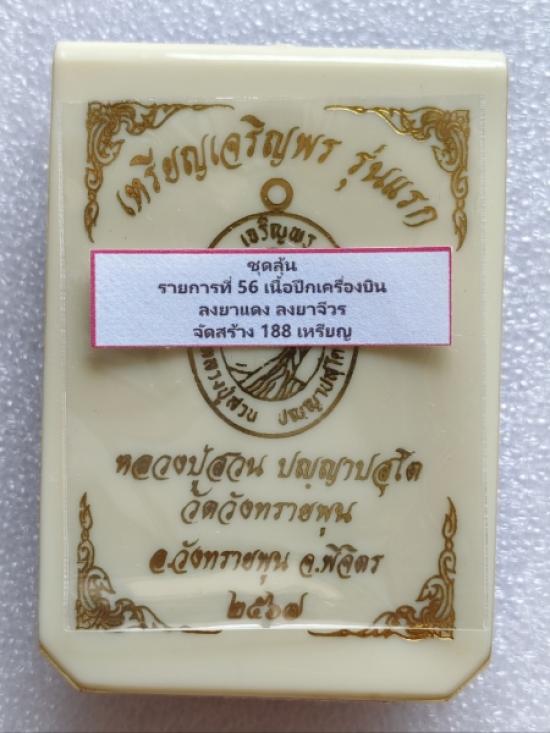 เหรียญเจริญพร รุ่นแรก
เจริญพร
ชุดลุ้น
รายการที่ 56 เนื้อปีกเครื่องบิน
ลงยาแดง ลงยาจีวร
จัดสร้าง 188 เหรียญ
หลวงปู่สวน ปญฺญาปสุโต
หลวงปู่สวน ปญฺญาปสุโต
วัดวังทรายพูน
อ.วังทรายพูน จ.พิจิตร
๒๕๖๗